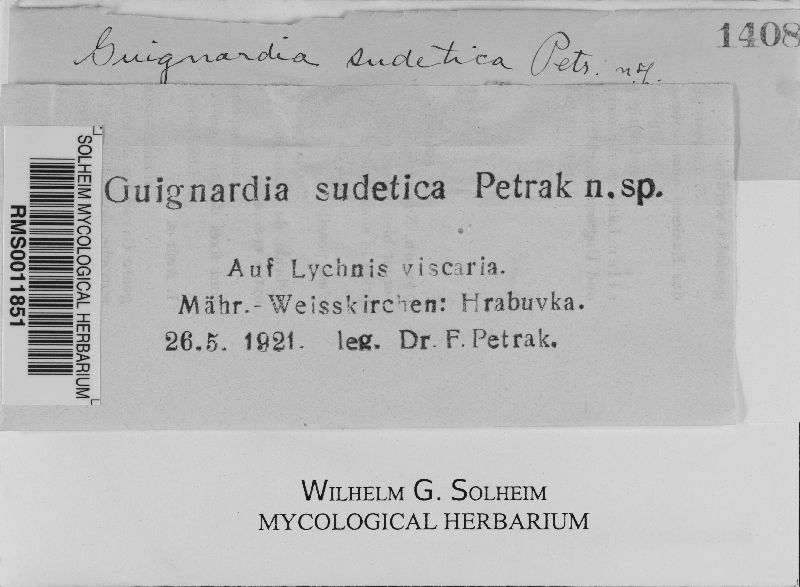 1408
Guignardia sudetica Petr. n.sp.
Guignardia sudetica Petrak n.sp.
Auf Lychnis viscaria.
Mähr.-Weisskirchen: Hrabuvka.
26.5. 1921. leg. Dr. F. Petrak.
SOLHEIM MYCOLOGICAL HERBARIUM
RMS0011851
WILHELM G. SOLHEIM
MYCOLOGICAL HERBARIUM